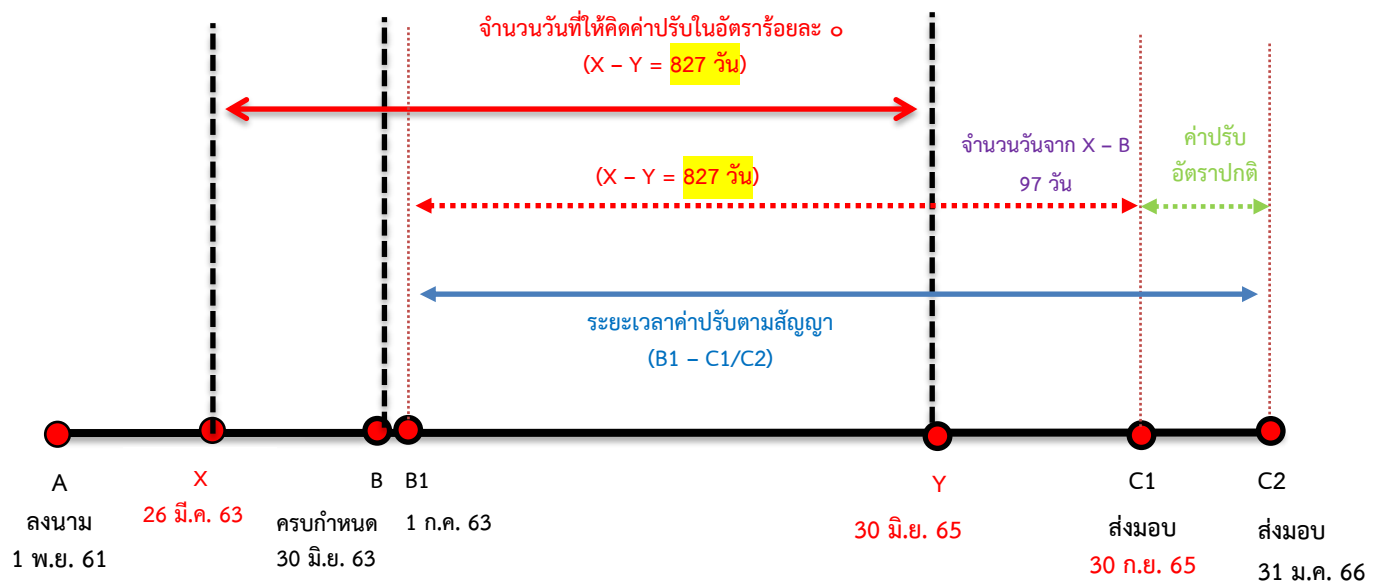 จำนวนวันที่ให้คิดค่าปรับในอัตราร้อยละ ๐
(X – Y = 827 วัน)
จำนวนวันจาก X – B
97 วัน
ค่าปรับ
อัตราปกติ
(X – Y = 827 วัน)
ระยะเวลาค่าปรับตามสัญญา
(B1 – C1/C2)
A
ลงนาม
1 พ.ย. 61
X
26 มี.ค. 63
B
ครบกำหนด
30 มิ.ย. 63
B1
1 ก.ค. 63
Y
30 มิ.ย. 65
C1
ส่งมอบ
30 ก.ย. 65
C2
ส่งมอบ
31 ม.ค. 66